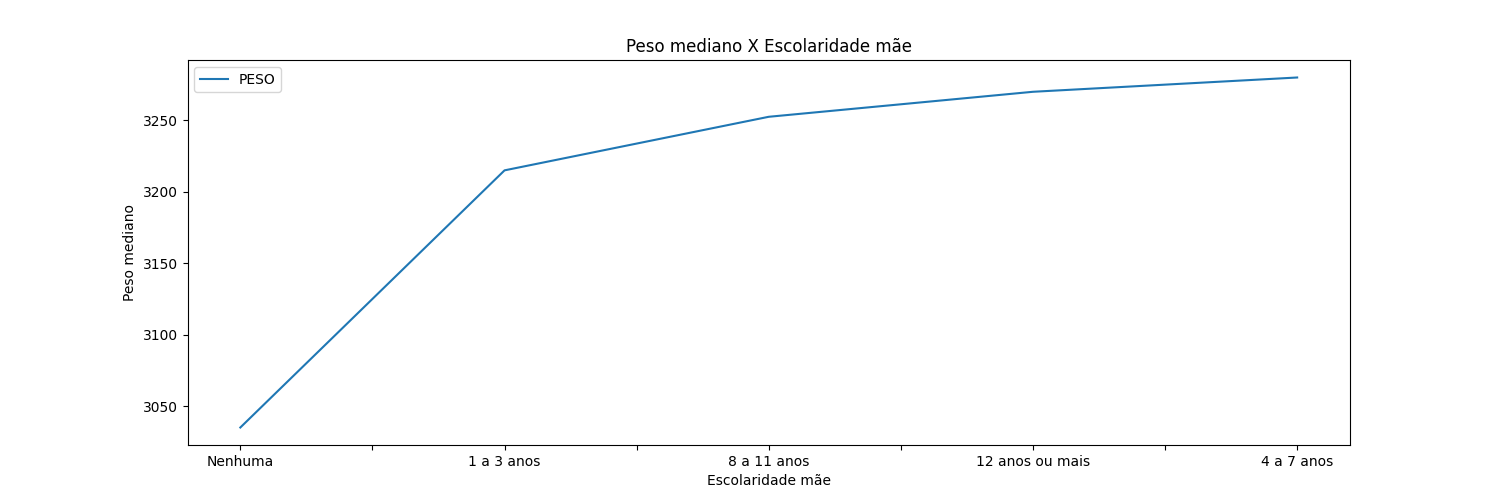 Peso mediano X Escolaridade mãe
PESO
Peso mediano
3250
3200
3150
3100
3050
Nenhuma
1 a 3 anos
8 a 11 anos
12 anos ou mais
4 a 7 anos
Escolaridade mãe